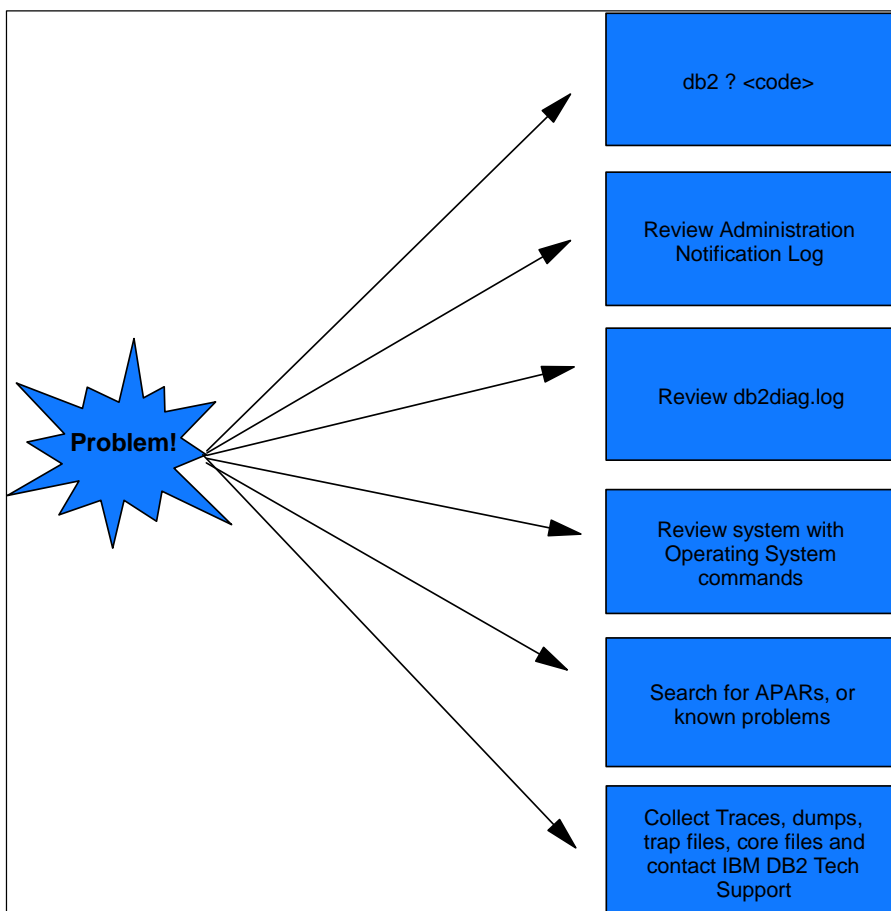 db2 ? <code>
Review Administration
Notification Log
Review db2diag.log
Problem!
Review system with
Operating System
commands
Search for APARs, or
known problems
Collect Traces, dumps,
trap files, core files and
contact IBM DB2 Tech
Support